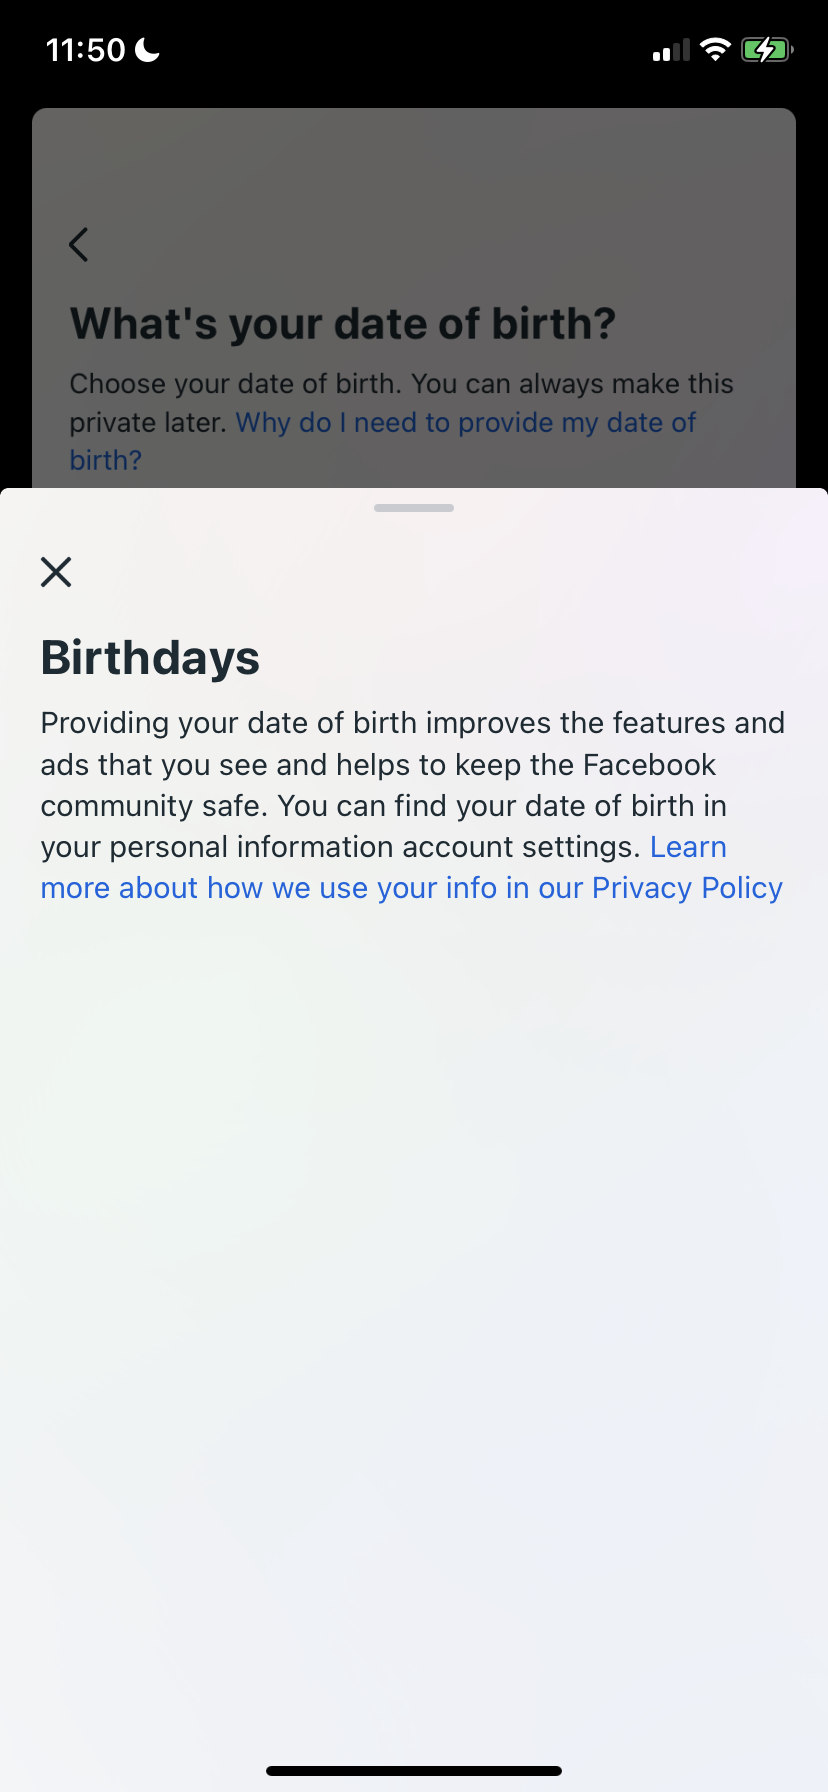 11:50
What's your date of birth?
Choose your date of birth. You can always make this
private later. Why do I need to provide my date of
birth?
Birthdays
Providing your date of birth improves the features and
ads that you see and helps to keep the Facebook
community safe. You can find your date of birth in
your personal information account settings. Learn
more about how we use your info in our Privacy Policy